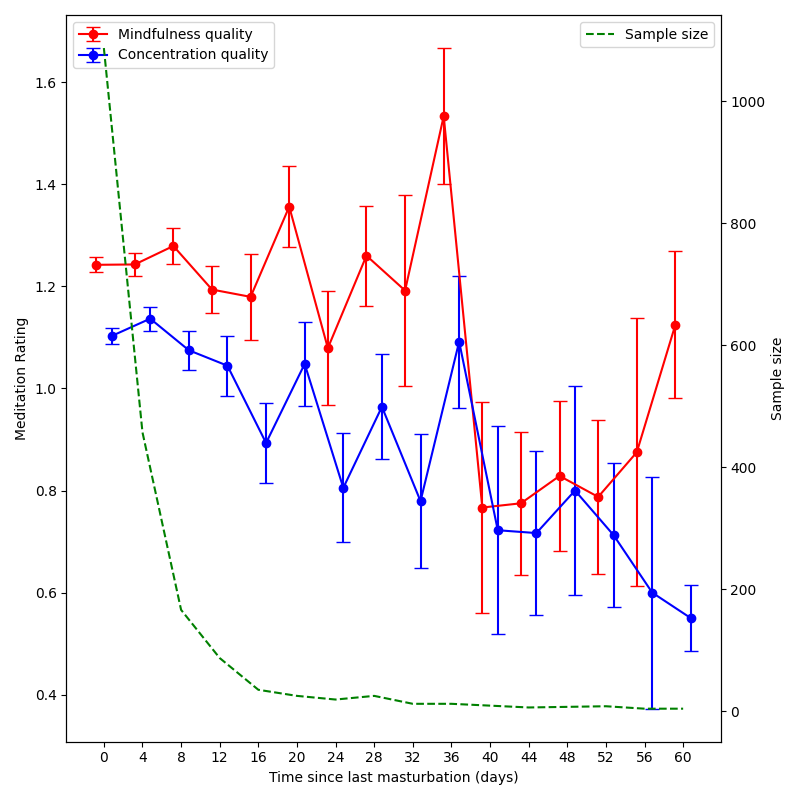 Mindfulness quality
Concentration quality
Sample size
1.6
1.4
1.2
1.0
0.8
0.6
0.4
Meditation Rating
1000
800
600
400
200
0
Sample size
0 4 8 12 16 20 24 28 32 36 40 44 48 52 56 60
Time since last masturbation (days)